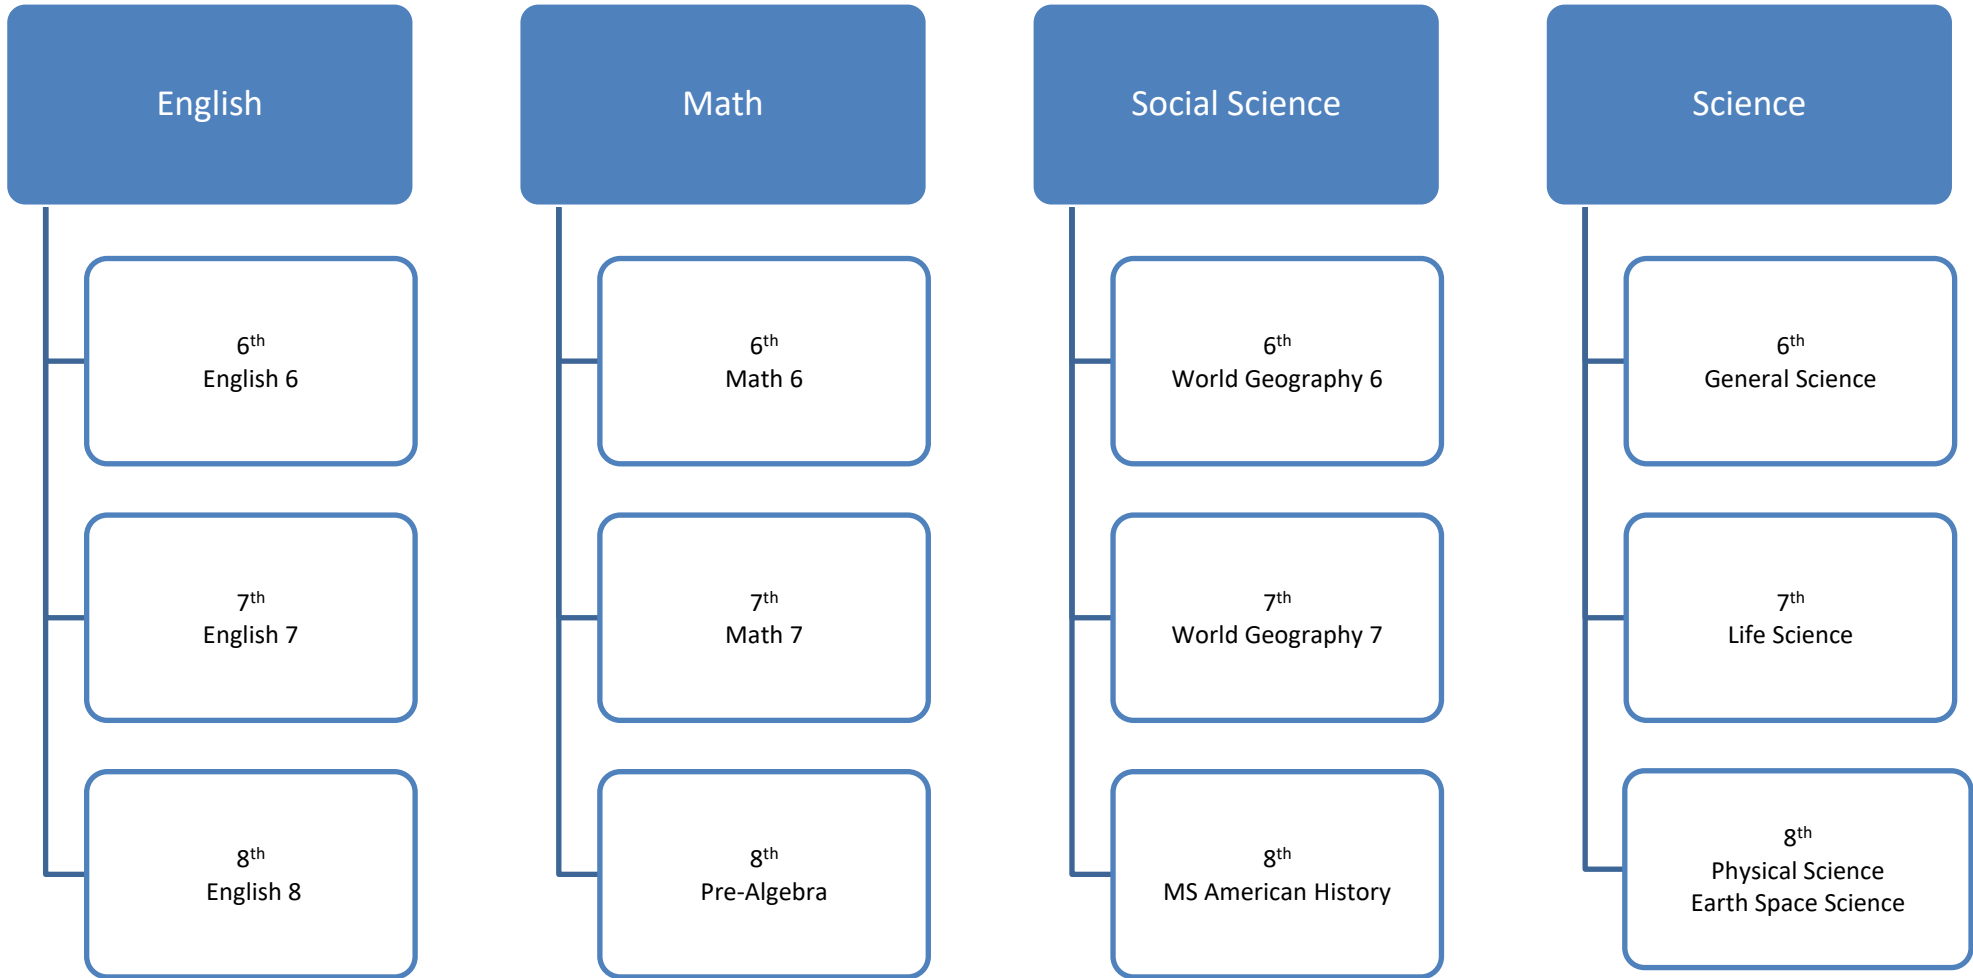 English
6th
English 6
7th
English 7
8th
English 8
Math
6th
Math 6
7th
Math 7
8th
Pre-Algebra
Social Science
6th
World Geography 6
7th
World Geography 7
8th
MS American History
Science
6th
General Science
7th
Life Science
8th
Physical Science
Earth Space Science